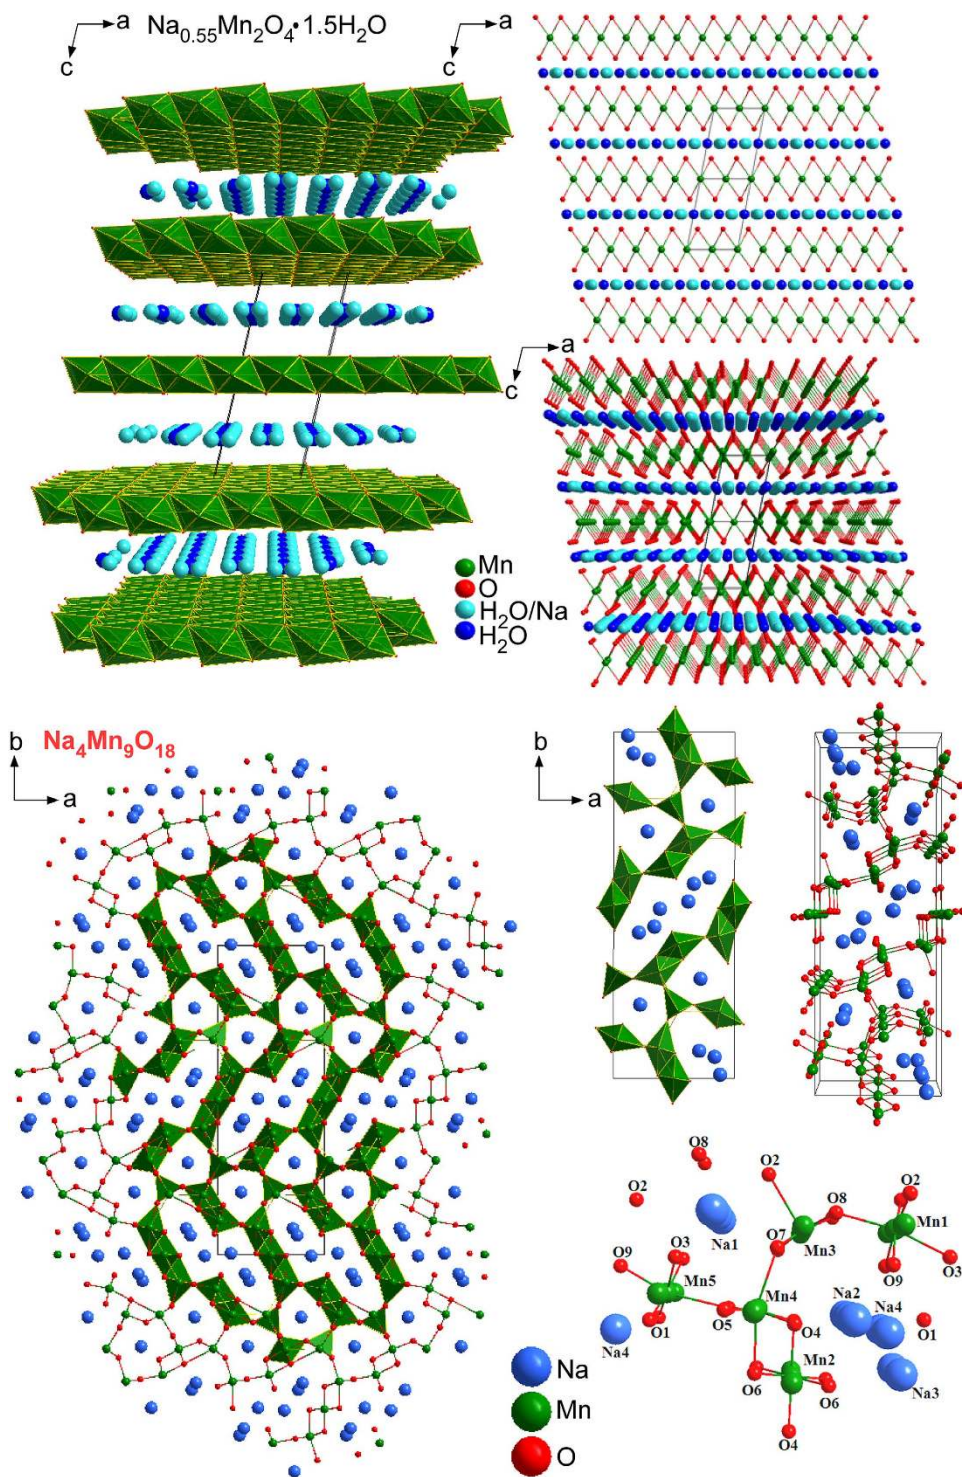 a
c
Na0.55Mn2O4•1.5H2O
a
c
a
c
Mn
O
H2O/Na
H2O
b
a
Na4Mn9O18
b
a
O8
O2
O2
O2
O8
Mn1
Na1
O7
Mn3
O3
O3
O9
O9
Mn5
Na2
Mn4
Na4
O5
O4
O1
O1
Na4
Mn2
O6
O6
Na3
O4
Na
Mn
O